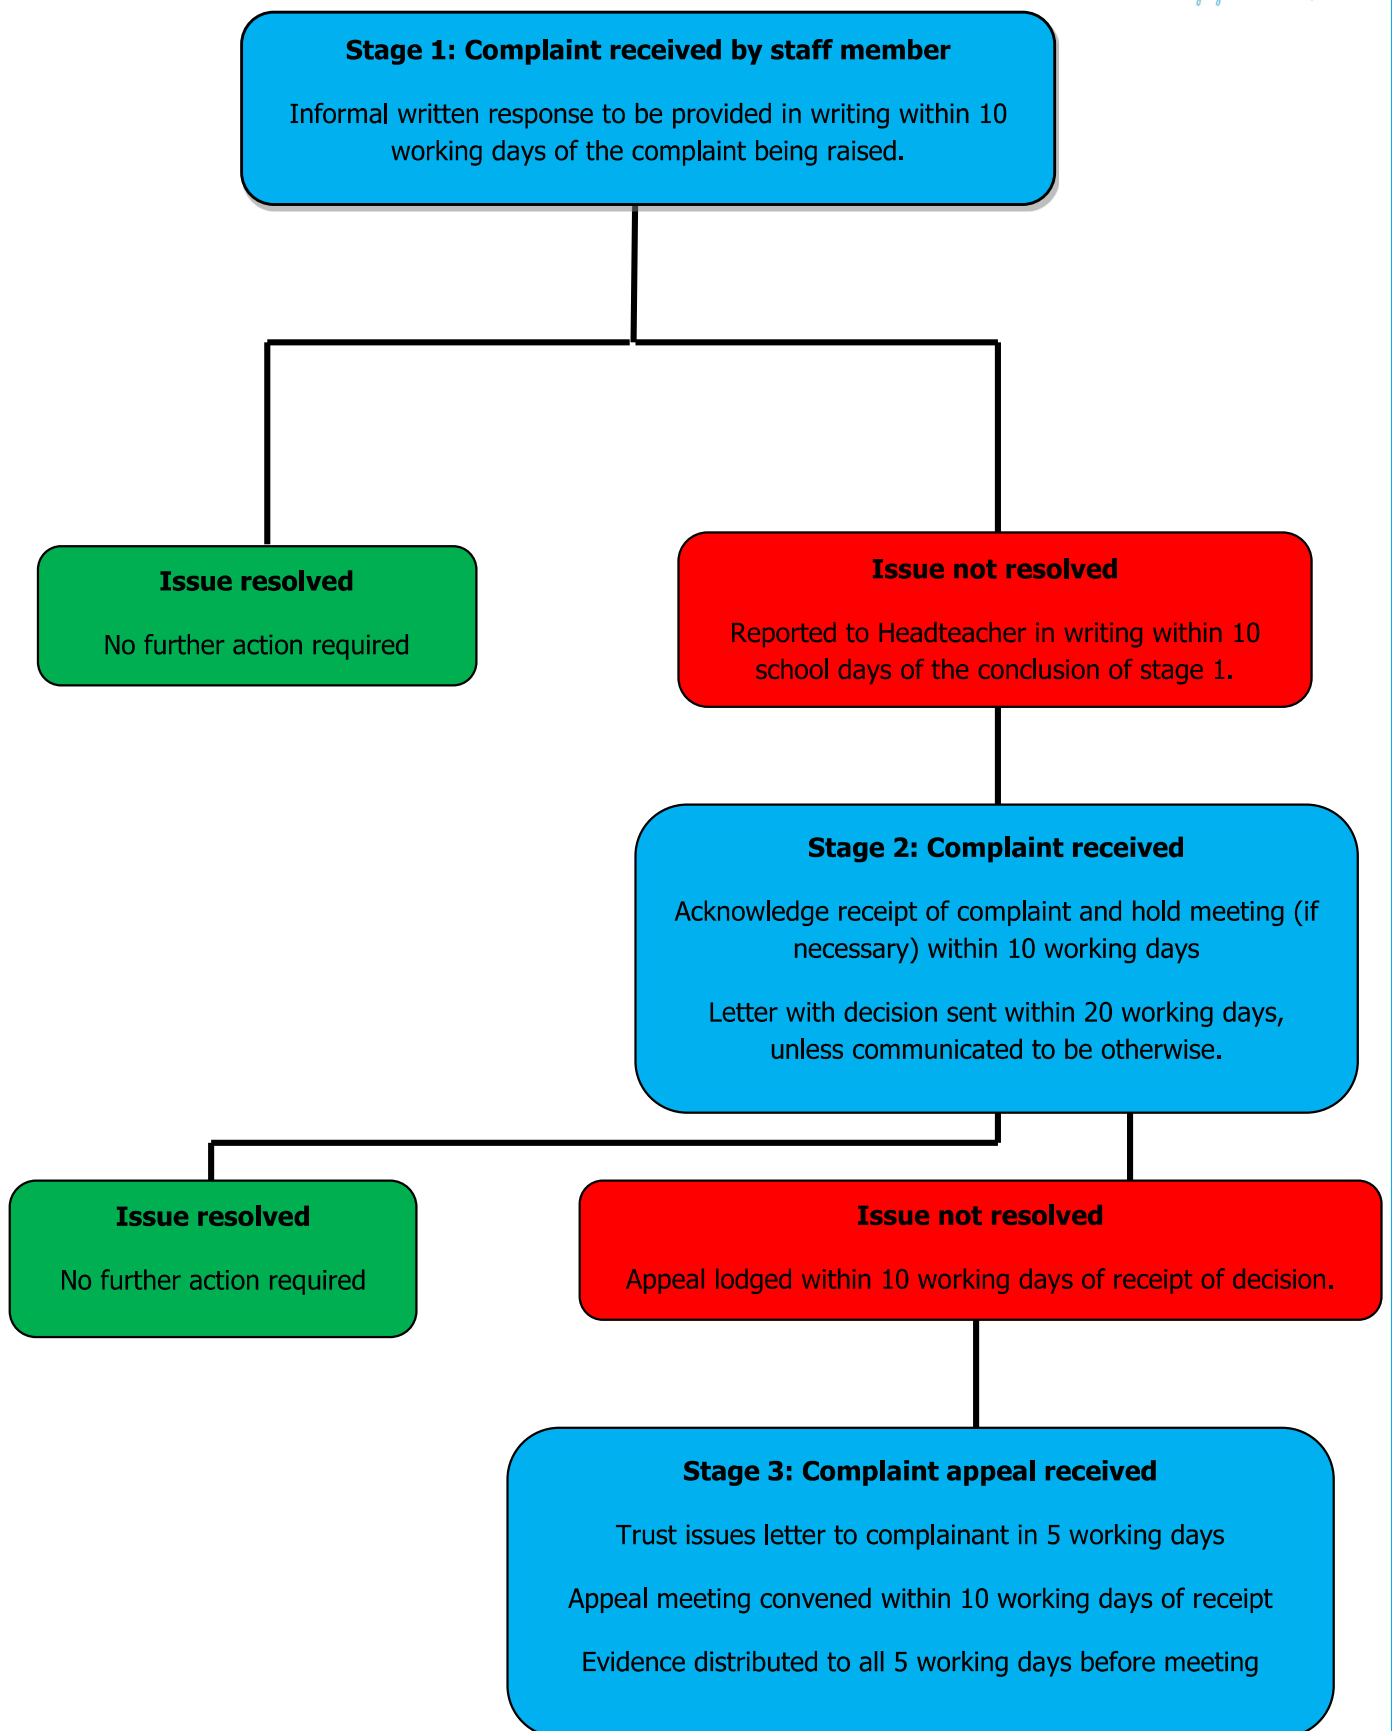 Stage 1: Complaint received by staff member
Informal written response to be provided in writing within 10
working days of the complaint being raised.
Issue resolved
No further action required
Issue not resolved
Reported to Headteacher in writing within 10
school days of the conclusion of stage 1.
Stage 2: Complaint received
Acknowledge receipt of complaint and hold meeting (if
necessary) within 10 working days
Letter with decision sent within 20 working days,
unless communicated to be otherwise.
Issue resolved
No further action required
Issue not resolved
Appeal lodged within 10 working days of receipt of decision.
Stage 3: Complaint appeal received
Trust issues letter to complainant in 5 working days
Appeal meeting convened within 10 working days of receipt
Evidence distributed to all 5 working days before meeting